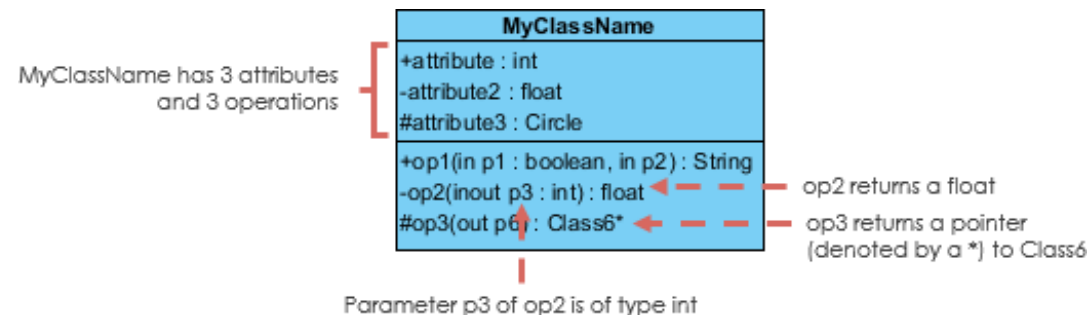 MyClassName
+attribute : int
-attribute2 : float
#attribute3 : Circle
MyClassName has 3 attributes
and 3 operations
+op1(in p1 : boolean, in p2) : String
-op2(inout p3 : int) : float
#op3(out p6) : Class6*
op2 returns a float
op3 returns a pointer
(denoted by a *) to Class6
Parameter p3 of op2 is of type int